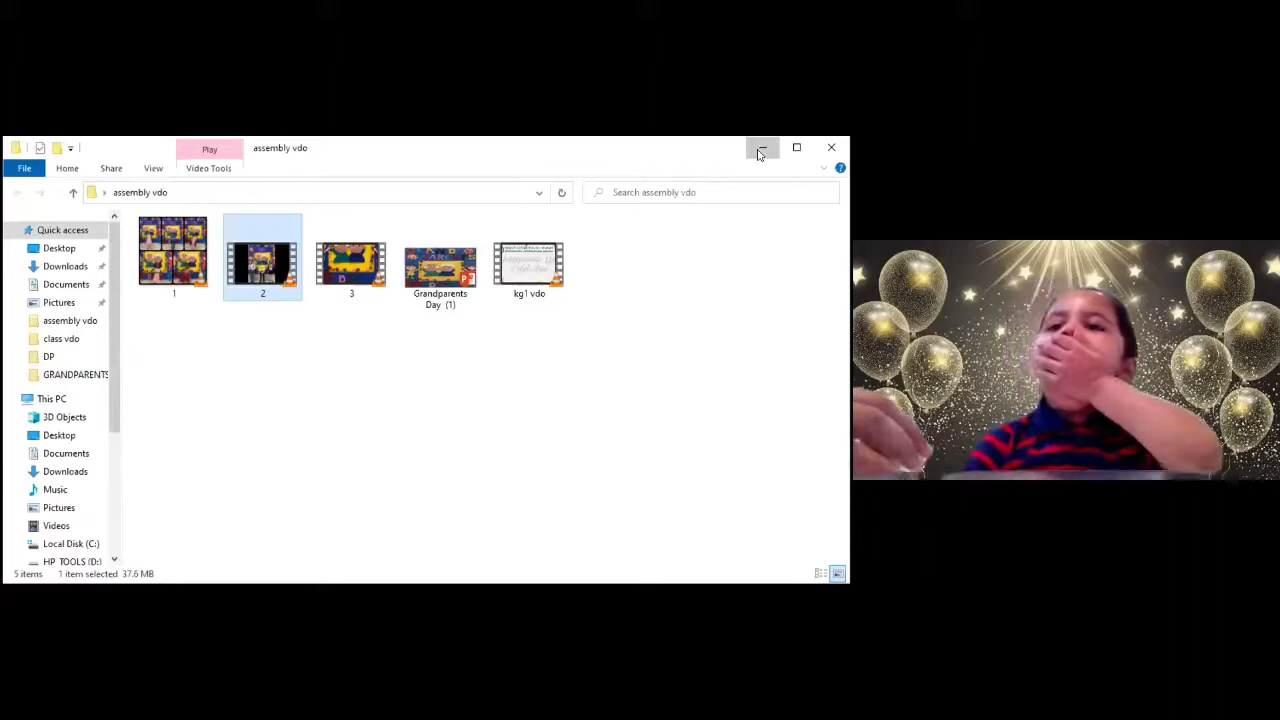 Play
assembly vdo
File
Home
Share
View
Video Tools
assembly vdo
Search assembly vdo
Quick access
Desktop
Downloads
Documents
Pictures
assembly vdo
class vdo
DP
GRANDPARENTS
This PC
3D Objects
Desktop
Documents
Downloads
Music
Pictures
Videos
Local Disk (C:)
HP_TOOLS (D:)
1
2
3
Grandparents
Day (1)
kg1 vdo
5 items
1 item selected
37.6 MB